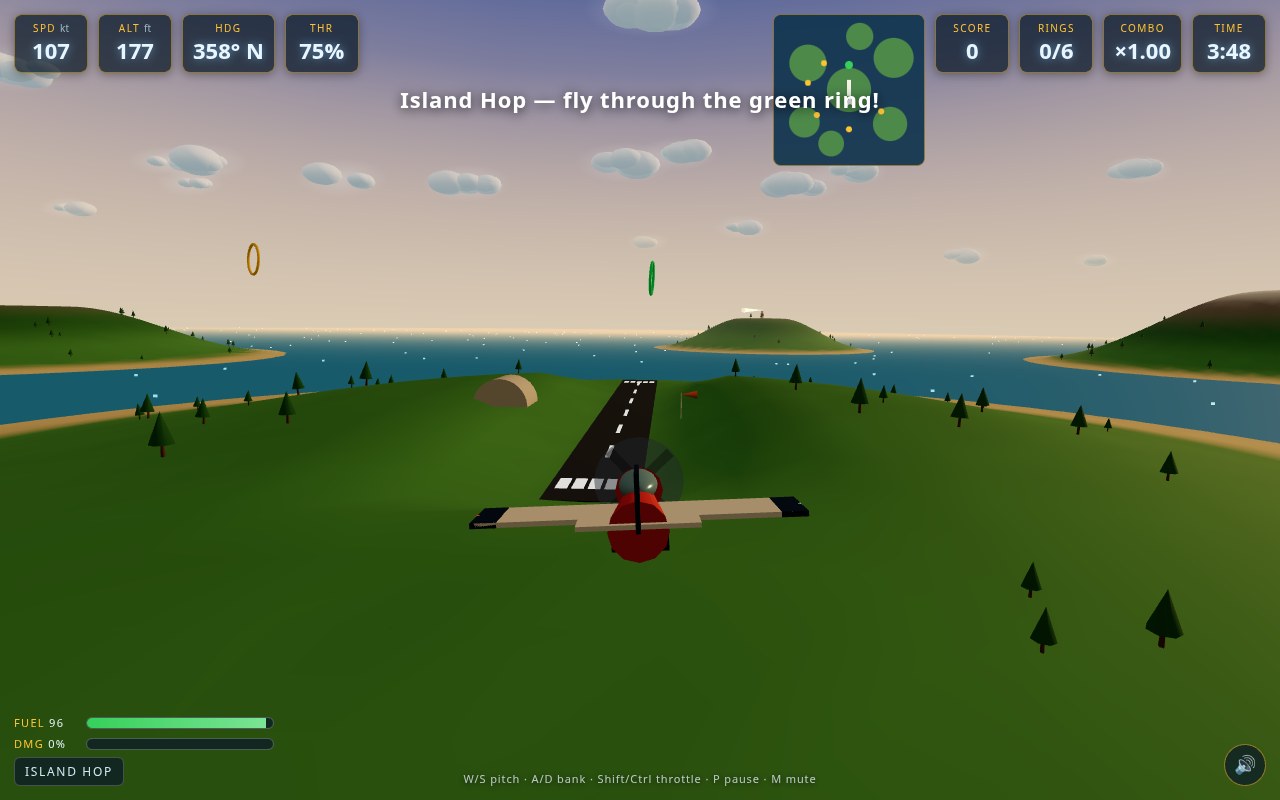 SPD kt
107
ALT ft
177
HDG
358° N
THR
75%
SCORE
0
RINGS
0/6
COMBO
×1.00
TIME
3:48
Island Hop — fly through the green ring!
FUEL 96
DMG 0%
ISLAND HOP
W/S pitch · A/D bank · Shift/Ctrl throttle · P pause · M mute